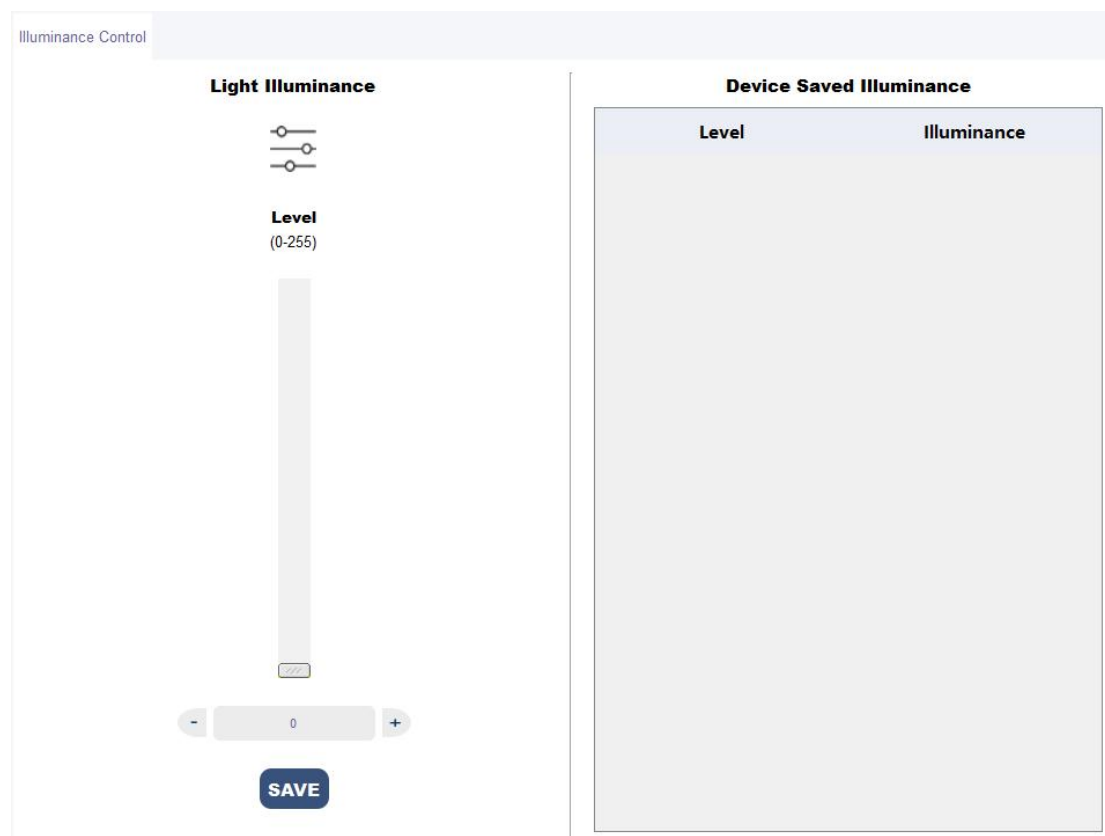 Illuminance Control
Light Illuminance
Level
(0-255)
- 0 +
SAVE
Device Saved Illuminance
Level Illuminance